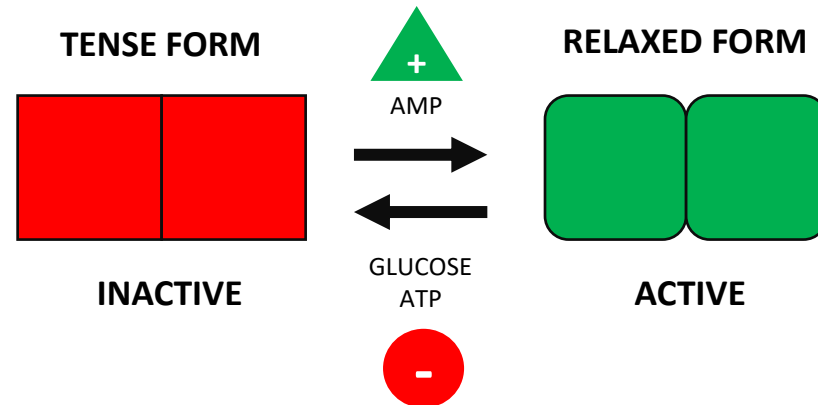 TENSE FORM
+
AMP
RELAXED FORM
INACTIVE
GLUCOSE
ATP
-
ACTIVE